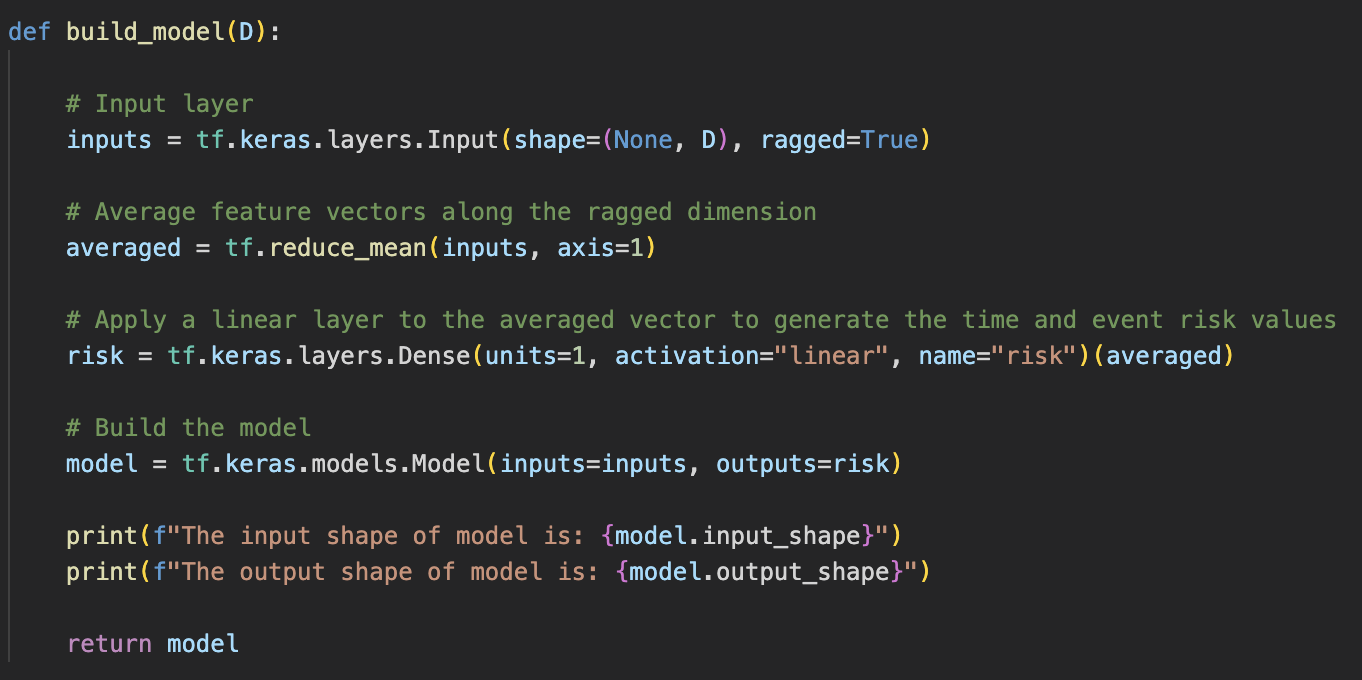 def build_model(D):
# Input layer
inputs = tf.keras.layers.Input(shape=(None, D), ragged=True)
# Average feature vectors along the ragged dimension
averaged = tf.reduce_mean(inputs, axis=1)
# Apply a linear layer to the averaged vector to generate the time and event risk values
risk = tf.keras.layers.Dense(units=1, activation="linear", name="risk")(averaged)
# Build the model
model = tf.keras.models.Model(inputs=inputs, outputs=risk)
print(f"The input shape of model is: {model.input_shape}")
print(f"The output shape of model is: {model.output_shape}")
return model